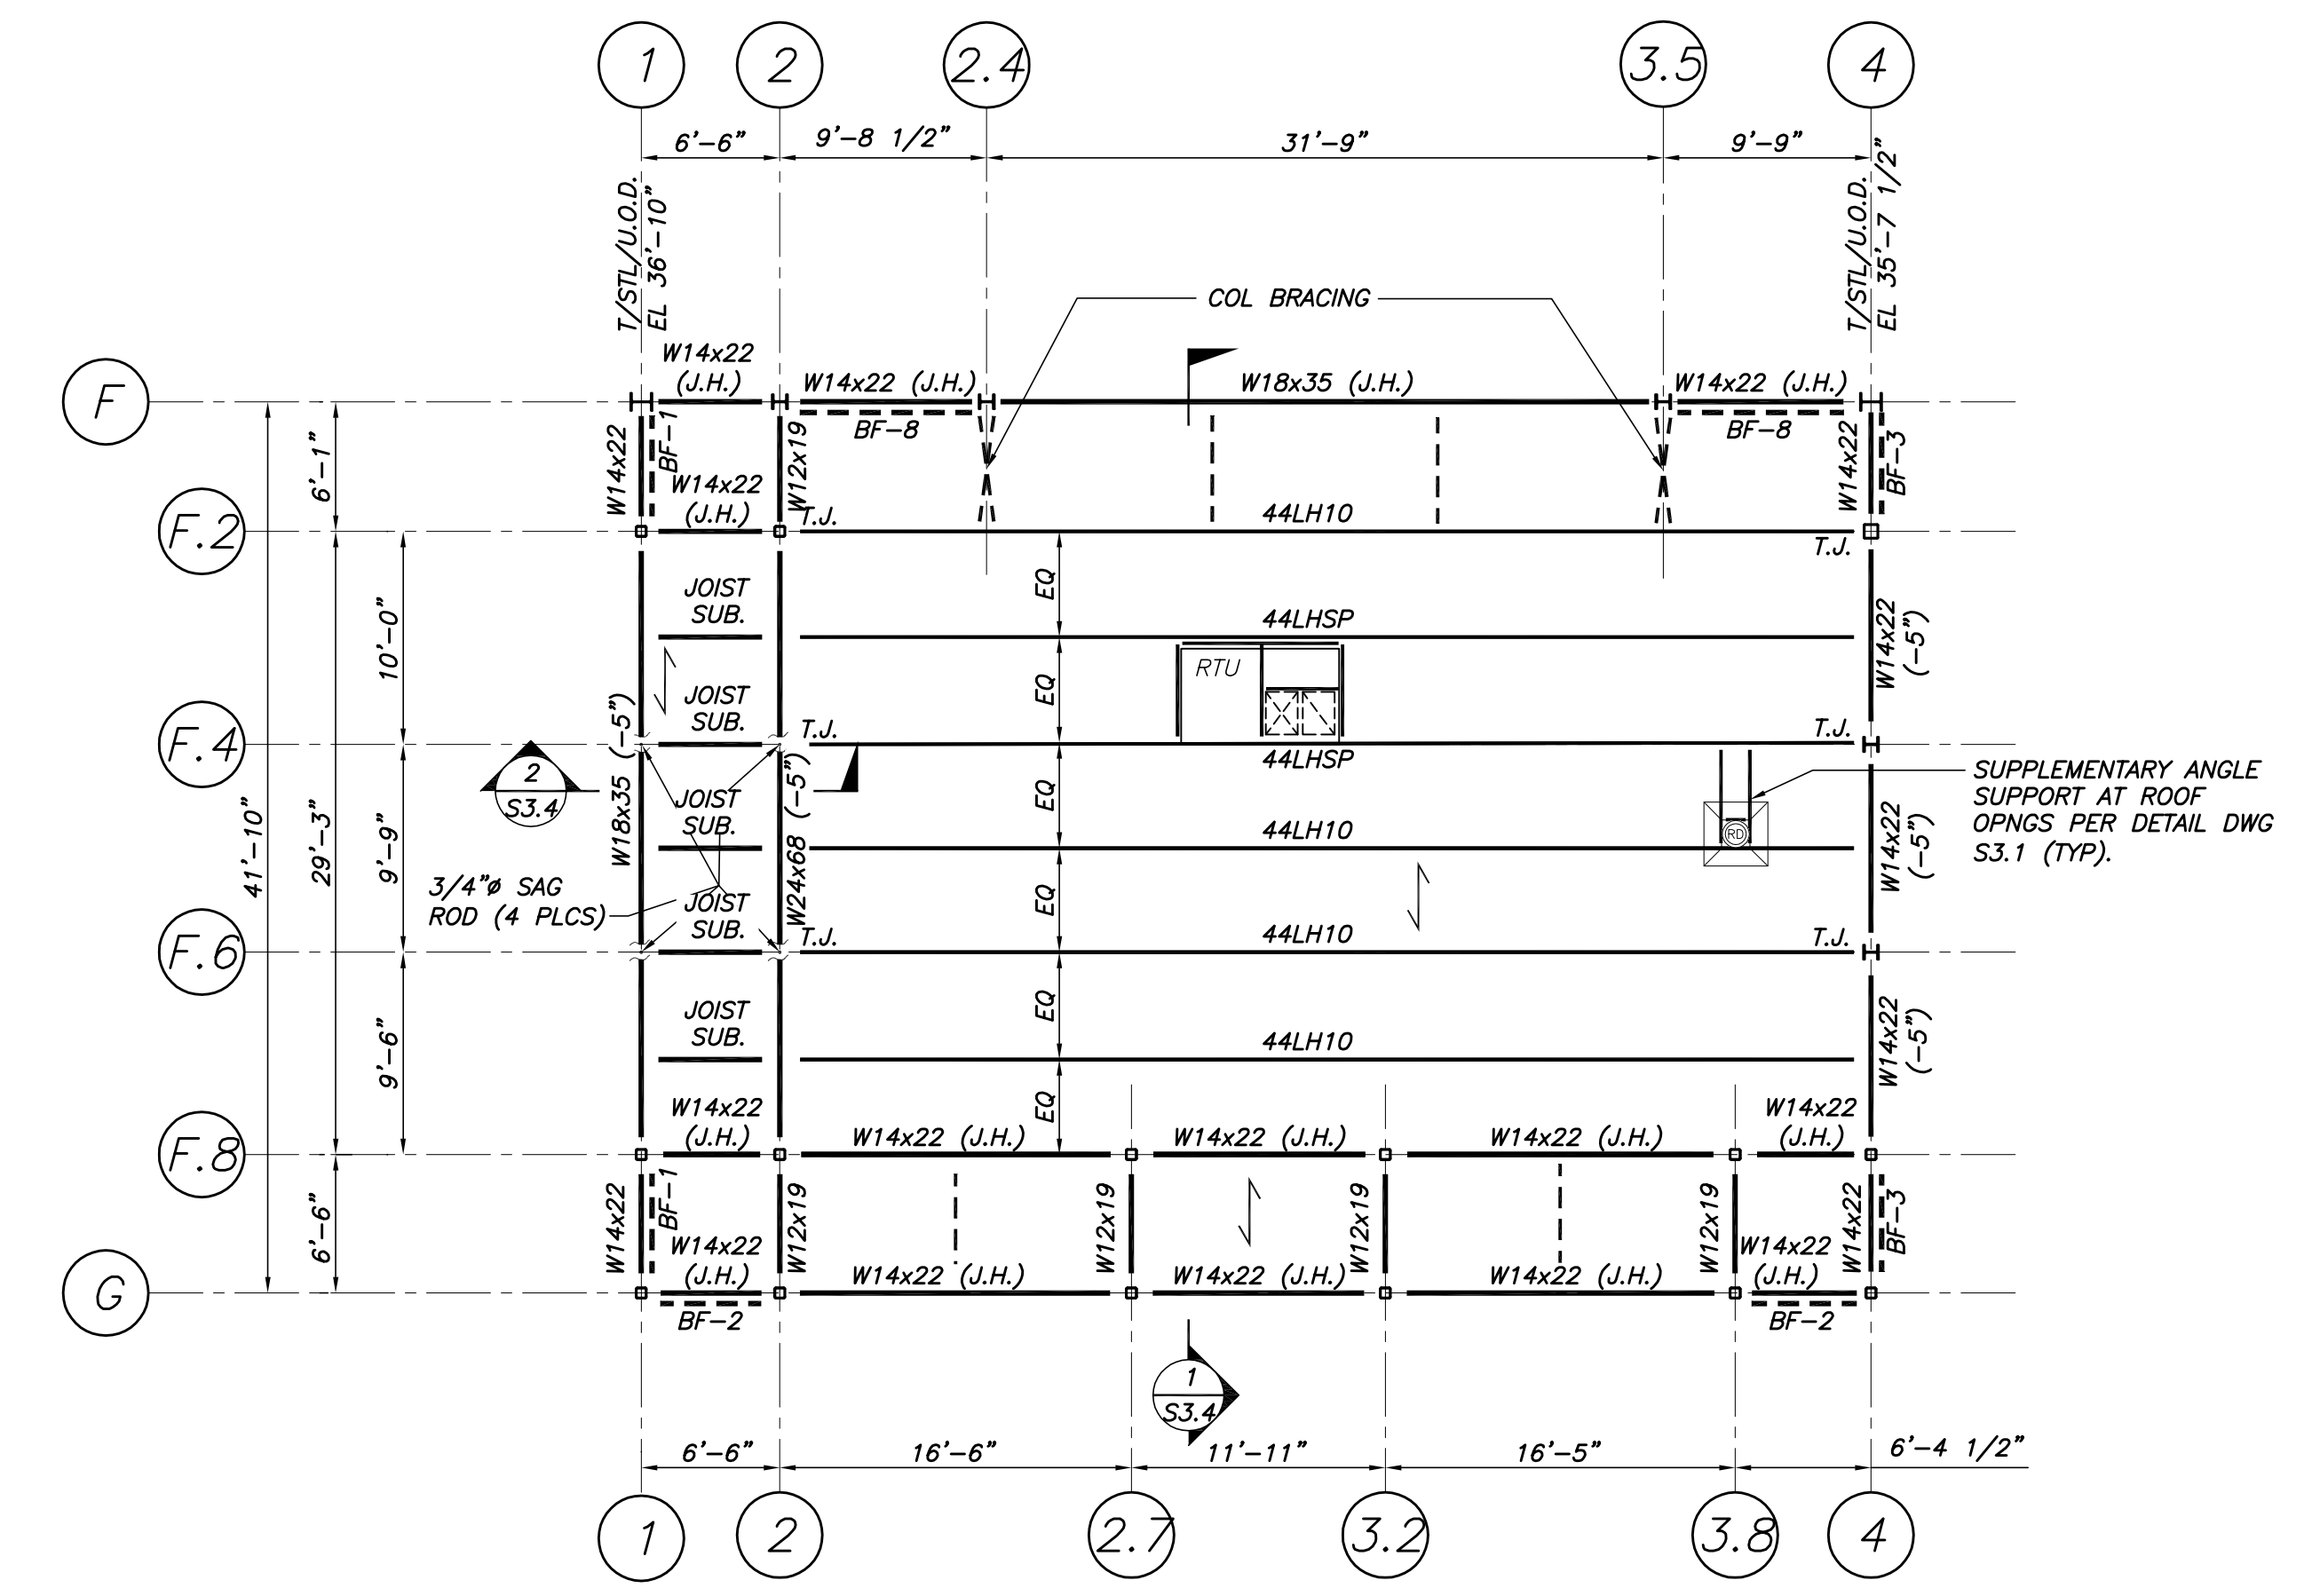 1
2
2.4
3.5
4
6'-6"
9'-8 1/2"
31'-9"
9'-9"
T/STL/U.O.D.
EL 36'-10"
T/STL/U.O.D.
EL 35'-7 1/2"
COL BRACING
F
W14x22
(J.H.)
W14x22 (J.H.)
W18x35 (J.H.)
W14x22 (J.H.)
BF-8
BF-8
6'-1"
W14x22
BF-1
W12x19
W14x22
BF-3
W14x22
(J.H.)
F.2
T.J.
44LH10
T.J.
JOIST
SUB.
EQ
10'-0"
44LHSP
W14x22
(-5")
RTU
JOIST
SUB.
EQ
F.4
T.J.
44LHSP
T.J.
2
S3.4
W18x35 (-5")
W24x68 (-5")
JOIST
SUB.
EQ
RD
SUPPLEMENTARY ANGLE
SUPPORT AT ROOF
OPNGS PER DETAIL DWG
S3.1 (TYP).
41'-10"
29'-3"
9'-9"
44LH10
W14x22
(-5")
3/4"ø SAG
ROD (4 PLCS)
JOIST
SUB.
EQ
F.6
T.J.
44LH10
T.J.
JOIST
SUB.
EQ
9'-6"
44LH10
W14x22
(-5")
EQ
F.8
W14x22
(J.H.)
W14x22 (J.H.)
W14x22 (J.H.)
W14x22 (J.H.)
W14x22
(J.H.)
6'-6"
W14x22
BF-1
W12x19
W12x19
W12x19
W12x19
W14x22
BF-3
G
W14x22
(J.H.)
W14x22 (J.H.)
W14x22 (J.H.)
W14x22 (J.H.)
W14x22
(J.H.)
BF-2
BF-2
1
S3.4
6'-6"
16'-6"
11'-11"
16'-5"
6'-4 1/2"
1
2
2.7
3.2
3.8
4